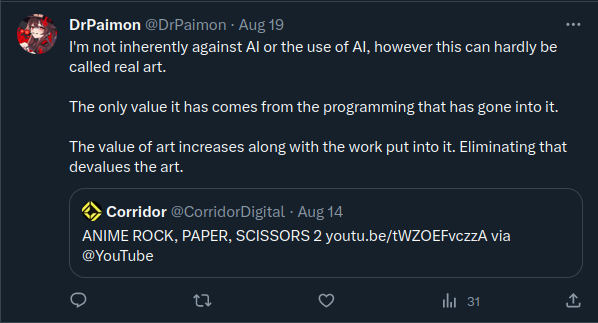 DrPaimon @DrPaimon · Aug 19
I'm not inherently against AI or the use of AI, however this can hardly be
called real art.
The only value it has comes from the programming that has gone into it.
The value of art increases along with the work put into it. Eliminating that
devalues the art.
Corridor @CorridorDigital · Aug 14
ANIME ROCK, PAPER, SCISSORS 2 youtu.be/tWZOEFvczzA via
@YouTube
31